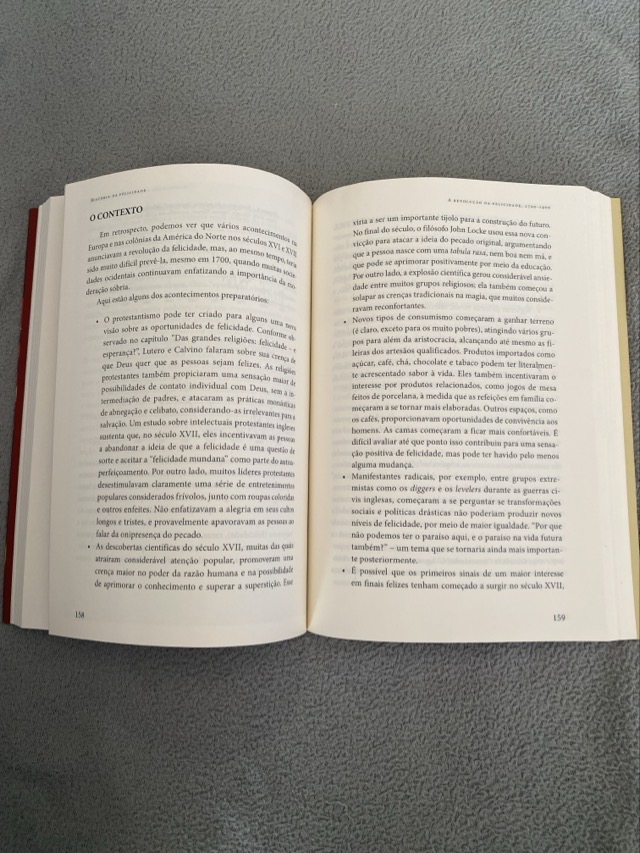 HISTÓRIA DA FELICIDADE
O CONTEXTO
Em retrospecto, podemos ver que vários acontecimentos na
Europa e nas colônias da América do Norte nos séculos XVI e XVII
anunciavam a revolução da felicidade, mas, ao mesmo tempo, teria
sido muito difícil prevê-la, mesmo em 1700, quando muitas socie-
dades ocidentais continuavam enfatizando a importância da mo-
deração sóbria.
Aqui estão alguns dos acontecimentos preparatórios:
• O protestantismo pode ter criado para alguns uma nova
visão sobre as oportunidades de felicidade. Conforme ob-
servado no capítulo "Das grandes religiões: felicidade – e
esperança?", Lutero e Calvino falaram sobre sua crença de
que Deus quer que as pessoas sejam felizes. As religiões
protestantes também propiciaram uma sensação maior de
possibilidades de contato individual com Deus, sem a in-
termediação de padres, e atacaram as práticas monásticas
de abnegação e celibato, considerando-as irrelevantes para a
salvação. Um estudo sobre intelectuais protestantes ingleses
sustenta que, no século XVII, eles incentivavam as pessoas
a abandonar a ideia de que a felicidade é uma questão de
sorte e aceitar a "felicidade mundana" como parte do autoa-
perfeiçoamento. Por outro lado, muitos líderes protestantes
desestimulavam claramente uma série de entretenimentos
populares considerados frívolos, junto com roupas coloridas
e outros enfeites. Não enfatizavam a alegria em seus cultos
longos e tristes, e provavelmente apavoravam as pessoas ao
falar da onipresença do pecado.
• As descobertas científicas do século XVII, muitas das quais
atraíram considerável atenção popular, promoveram uma
crença maior no poder da razão humana e na possibilidade
de aprimorar o conhecimento e superar a superstição. Esse
158
A REVOLUÇÃO DA FELICIDADE,
viria a ser um importante tijolo para a construção do futuro.
No final do século, o filósofo John Locke usou essa nova con-
vicção para atacar a ideia do pecado original, argumentando
que a pessoa nasce com uma tabula rasa, nem boa nem má, e
que pode se aprimorar positivamente por meio da educação.
Por outro lado, a explosão científica gerou considerável ansie-
dade entre muitos grupos religiosos; ela também começou a
solapar as crenças tradicionais na magia, que muitos conside-
ravam reconfortantes.
• Novos tipos de consumismo começaram a ganhar terreno
(é claro, exceto para os muito pobres), atingindo vários gru-
pos para além da aristocracia, alcançando até mesmo as fi-
leiras dos artesãos qualificados. Produtos importados como
açúcar, café, chá, chocolate e tabaco podem ter literalmen-
te acrescentado sabor à vida. Eles também incentivaram o
interesse por produtos relacionados, como jogos de mesa
feitos de porcelana, à medida que as refeições em família co-
meçaram a se tornar mais elaboradas. Outros espaços, como
os cafés, proporcionavam oportunidades de convivência aos
homens. As camas começaram a ficar mais confortáveis. É
difícil avaliar até que ponto isso contribuiu para uma sensa-
ção positiva de felicidade, mas pode ter havido pelo menos
alguma mudança.
• Manifestantes radicais, por exemplo, entre grupos extre-
mistas como os diggers e os levelers durante as guerras ci-
vis inglesas, começaram a se perguntar se transformações
sociais e políticas drásticas não poderiam produzir novos
níveis de felicidade, por meio de maior igualdade. "Por que
não podemos ter o paraíso aqui, e o paraíso na vida futura
também?" – um tema que se tornaria ainda mais importan-
te posteriormente.
• É possível que os primeiros sinais de um maior interesse
em finais felizes tenham começado a surgir no século XVII,
159